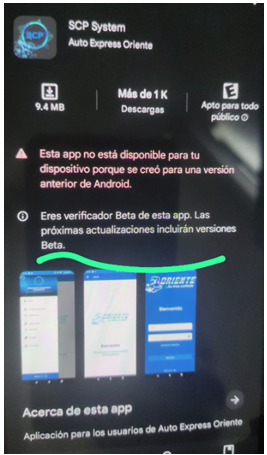 SCP System
Auto Express Oriente
SCP
9.4 MB
Más de 1 K
Descargas
Apto para todo
público
Esta app no está disponible para tu
dispositivo porque se creó para una versión
anterior de Android.
Eres verificador Beta de esta app. Las
próximas actualizaciones incluirán versiones
Beta.
ORIENTE
Bienvenido
Acerca de esta app
Aplicación para los usuarios de Auto Express Oriente